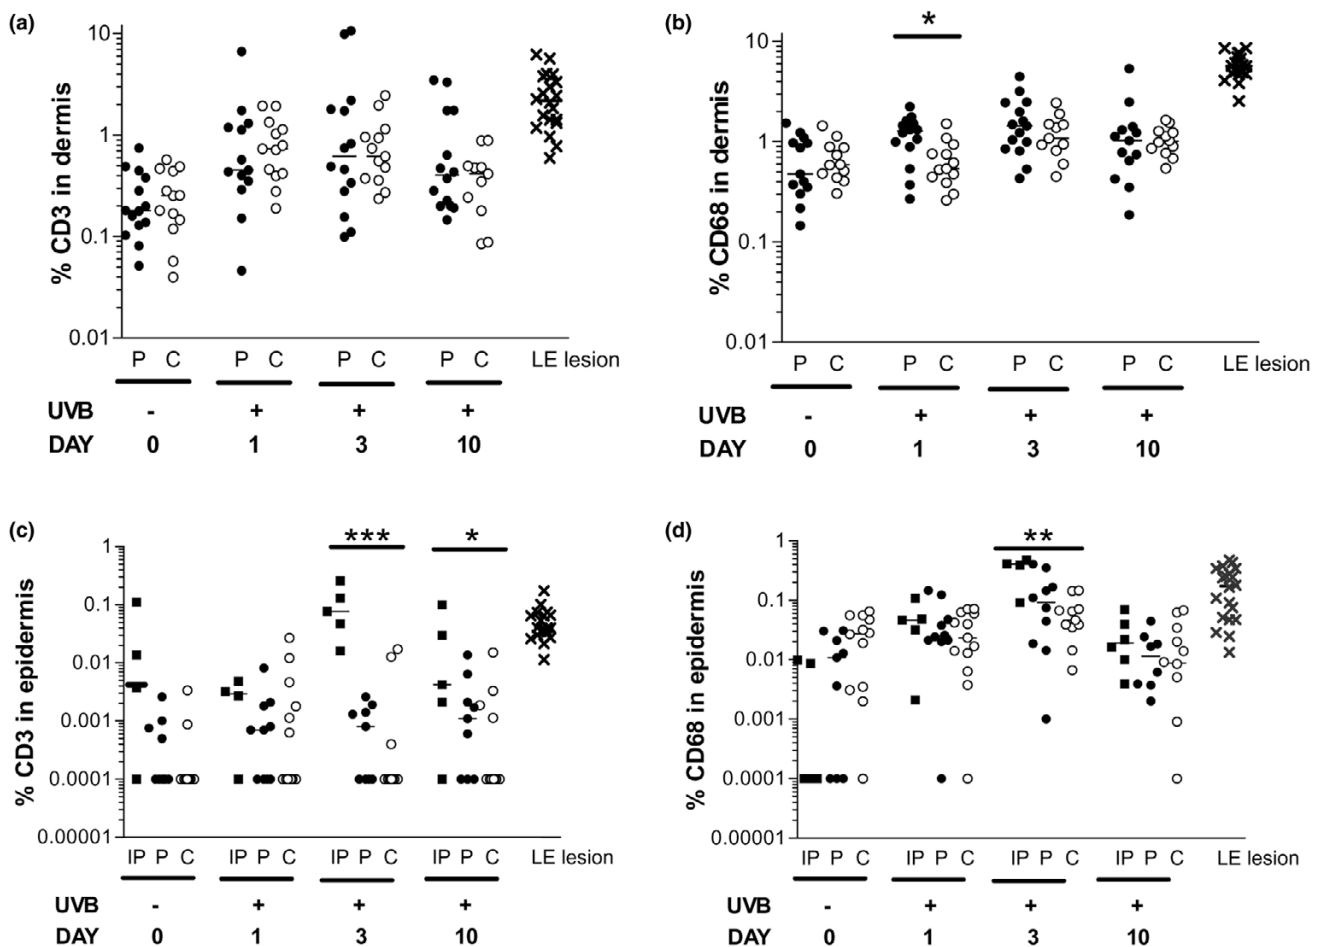 (a)
% CD3 in dermis
10
1
0.1
0.01
P C P C P C P C LE lesion
UVB - + + +
DAY 0 1 3 10
(b)
*
% CD68 in dermis
10
1
0.1
0.01
P C P C P C P C LE lesion
UVB - + + +
DAY 0 1 3 10
(c)
*** *
% CD3 in epidermis
1
0.1
0.01
0.001
0.0001
0.00001
IP P C IP P C IP P C IP P C LE lesion
UVB - + + +
DAY 0 1 3 10
(d)
**
% CD68 in epidermis
1
0.1
0.01
0.001
0.0001
0.00001
IP P C IP P C IP P C IP P C LE lesion
UVB - + + +
DAY 0 1 3 10